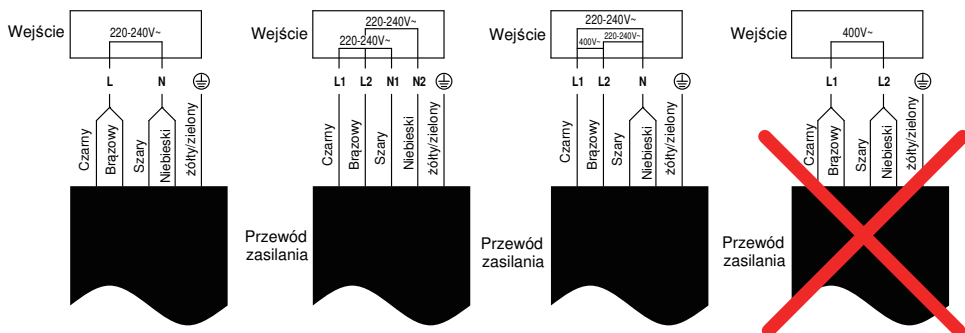 Wejście
220-240V~
L
N
Czarny
Brązowy
Szary
Niebieski
żółty/zielony
Wejście
220-240V~
220-240V~
L1
L2
N1
N2
Czarny
Brązowy
Szary
Niebieski
żółty/zielony
Przewód
zasilania
Wejście
220-240V~
400V~
220-240V~
L1
L2
N
Czarny
Brązowy
Szary
Niebieski
żółty/zielony
Przewód
zasilania
Wejście
400V~
L1
L2
Czarny
Brązowy
Szary
Niebieski
żółty/zielony
Przewód
zasilania